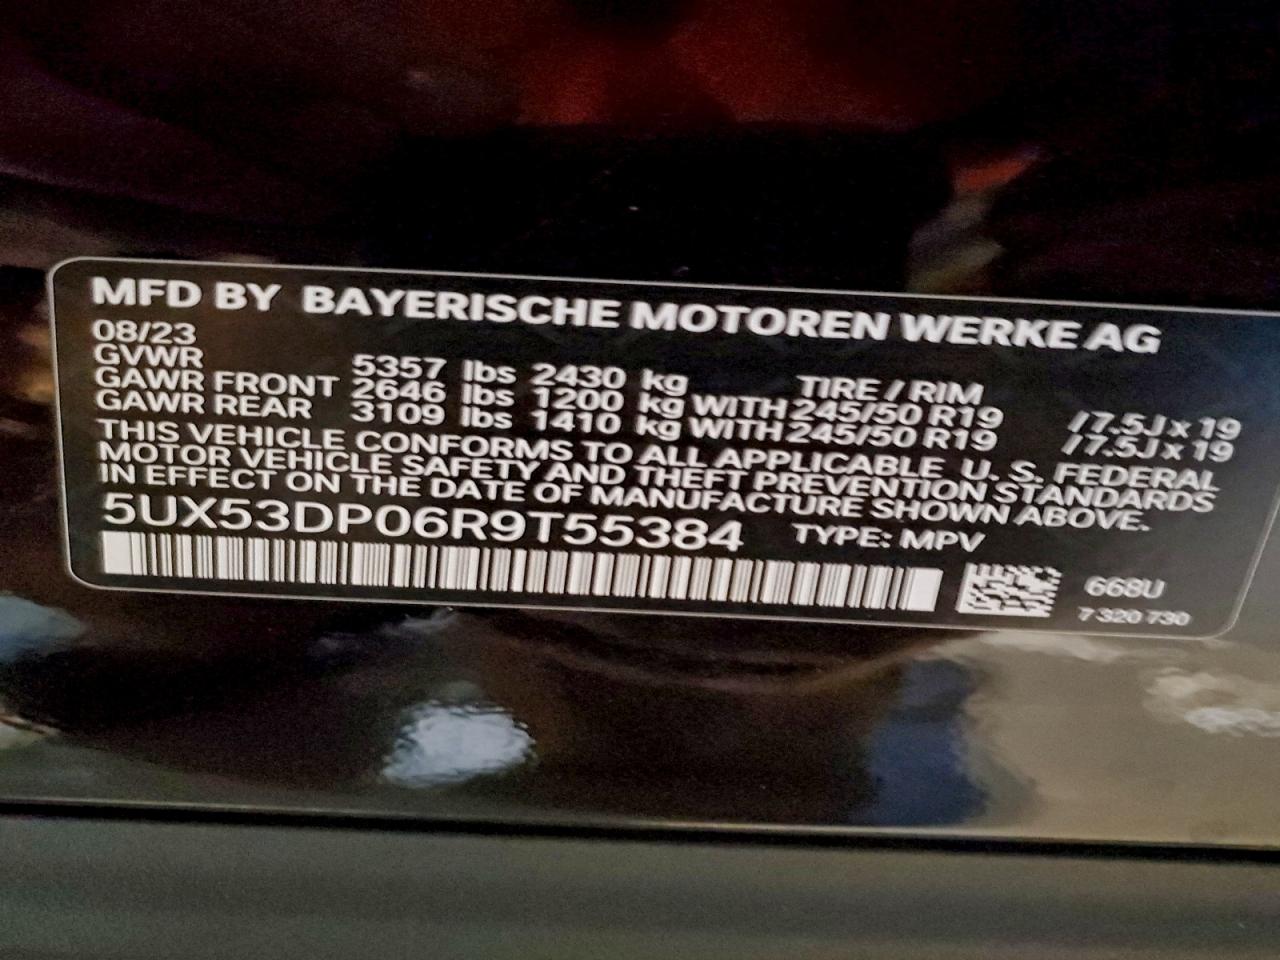 MFD BY BAYERISCHE MOTOREN WERKE AG
08/23
GVWR 5357 lbs 2430 kg TIRE / RIM
GAWR FRONT 2646 lbs 1200 kg WITH 245/50 R19 /7.5J x 19
GAWR REAR 3109 lbs 1410 kg WITH 245/50 R19 /7.5J x 19
THIS VEHICLE CONFORMS TO ALL APPLICABLE U. S. FEDERAL
MOTOR VEHICLE SAFETY AND THEFT PREVENTION STANDARDS
IN EFFECT ON THE DATE OF MANUFACTURE SHOWN ABOVE.
5UX53DP06R9T55384 TYPE: MPV
668U
7 320 730